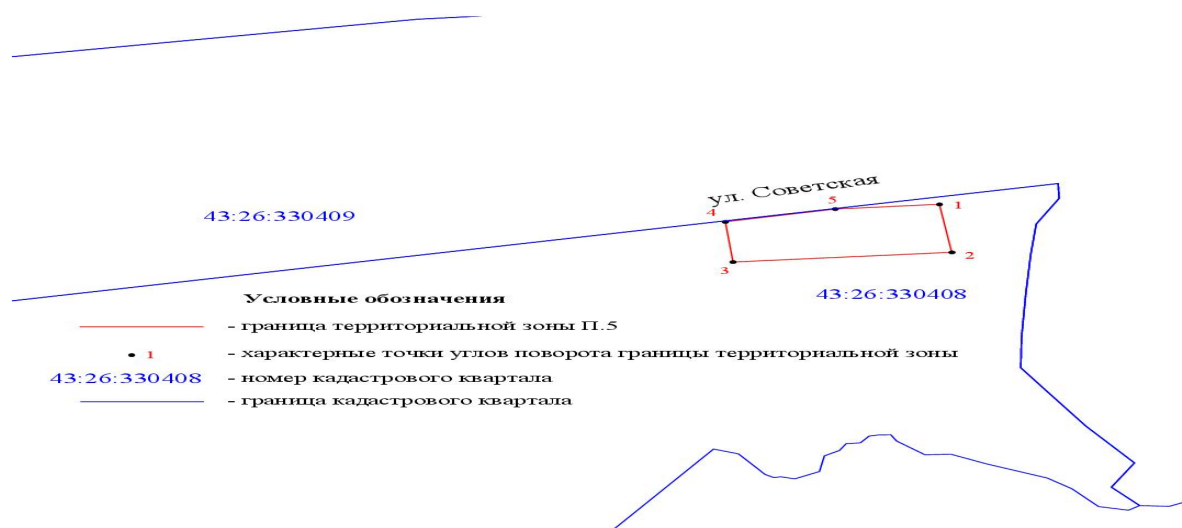 ул. Советская
43:26:330409
4
5
1
3
2
43:26:330408
Условные обозначения
- граница территориальной зоны П.5
1 - характерные точки углов поворота границы территориальной зоны
43:26:330408 - номер кадастрового квартала
- граница кадастрового квартала